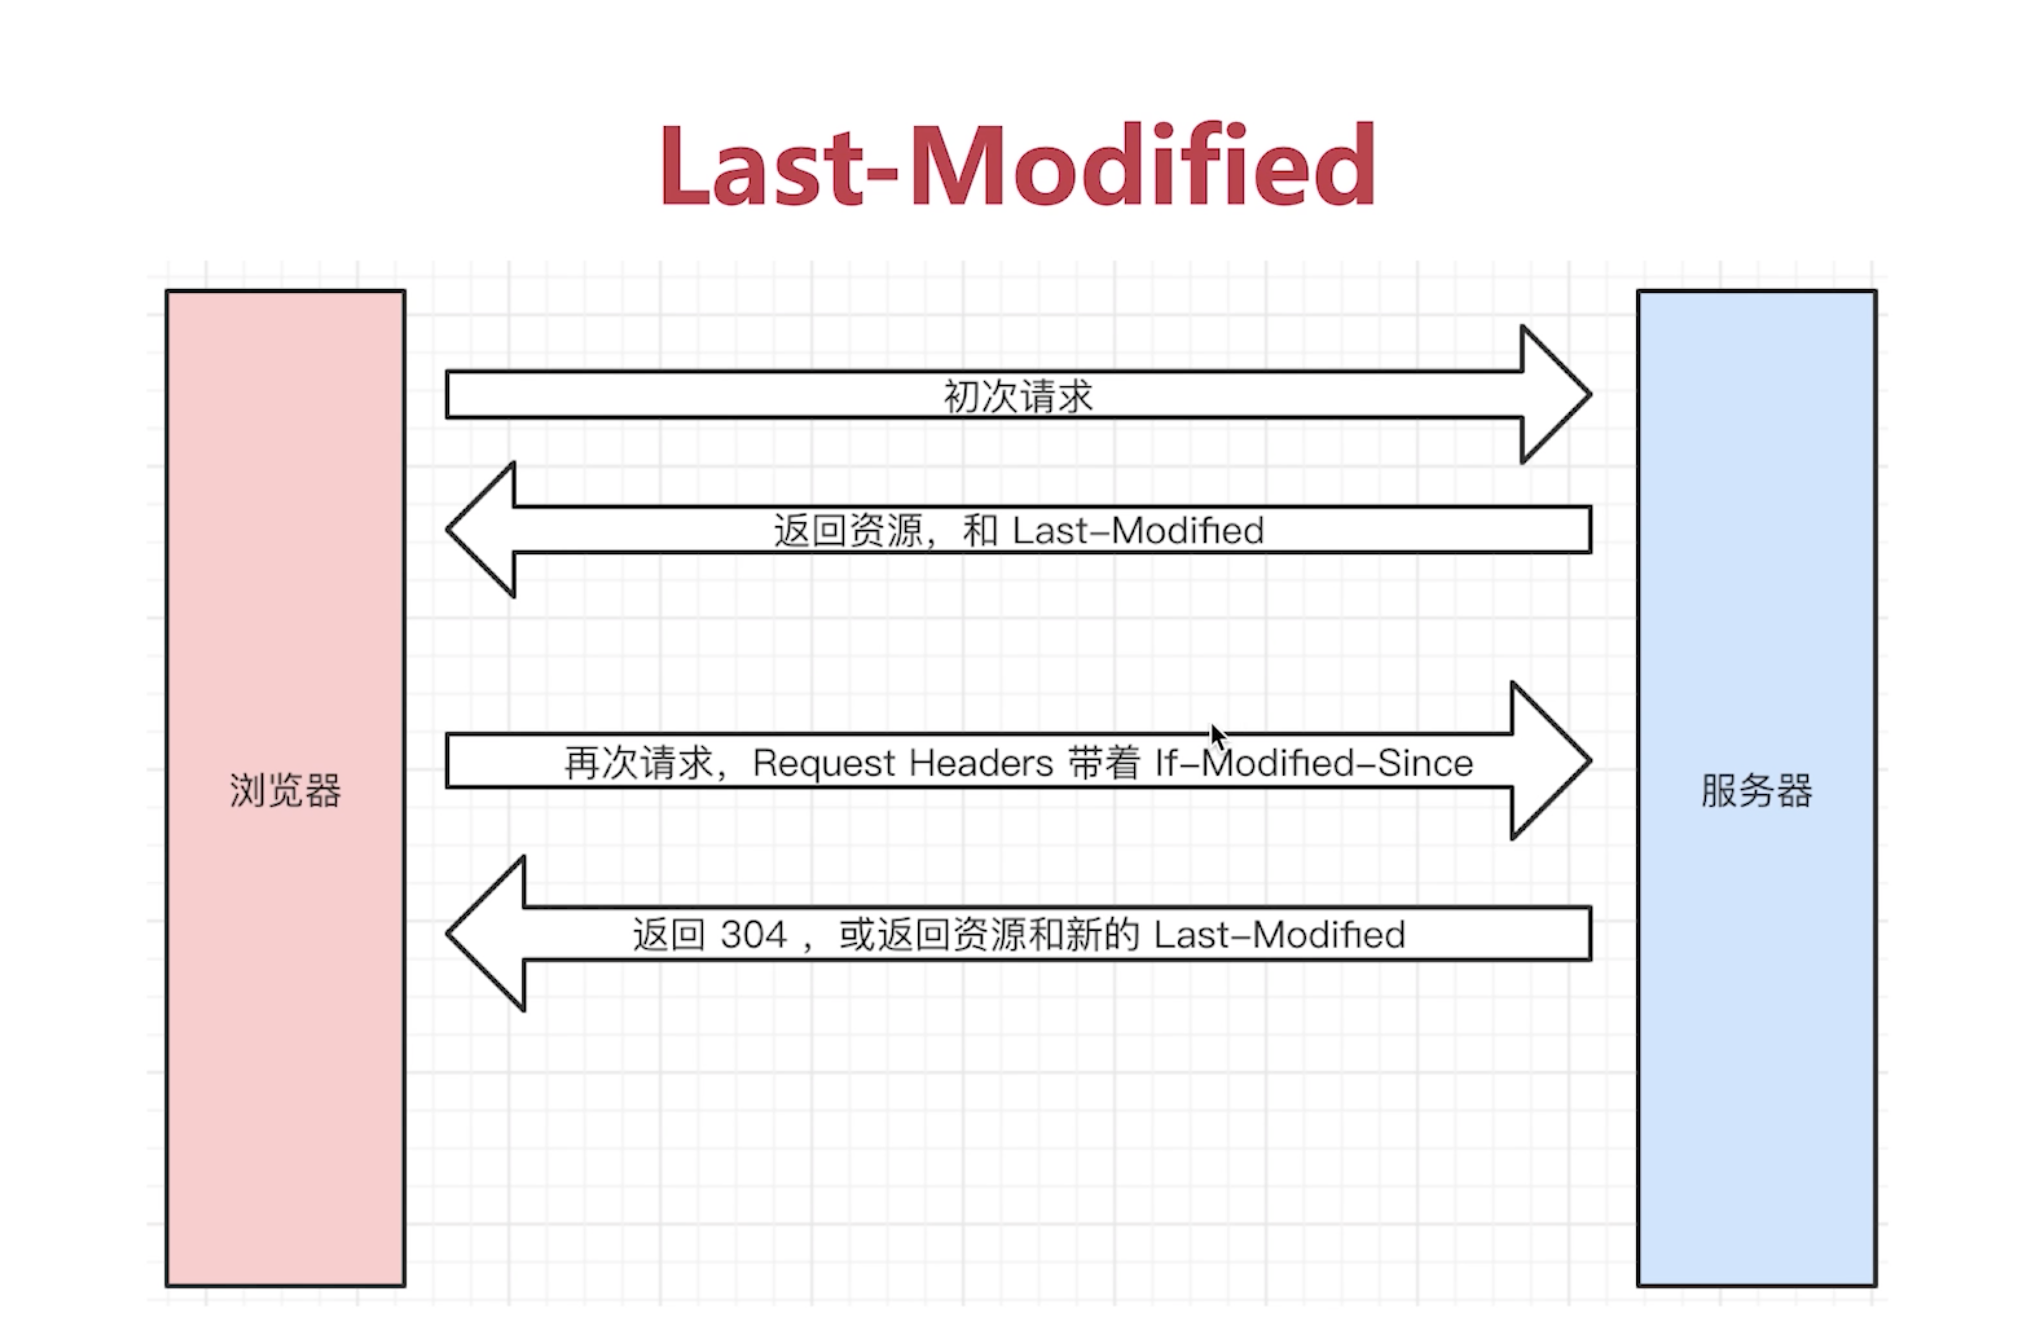 Last-Modified
初次请求
返回资源，和 Last-Modified
再次请求，Request Headers 带着 If-Modified-Since
浏览器
服务器
返回 304 ，或返回资源和新的 Last-Modified